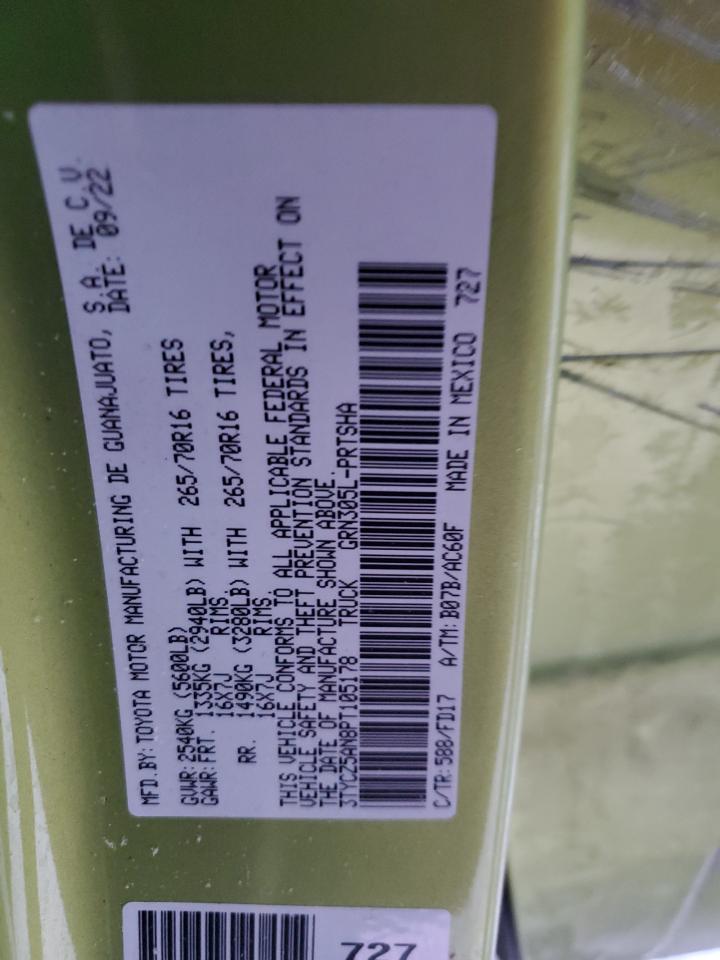 MFD.BY: TOYOTA MOTOR MANUFACTURING DE GUANAJUATO, S.A. DE C.V.
DATE: 09/22
GVWR: 2540KG (5600LB)
GAWR: FRT. 1335KG (2940LB) WITH 265/70R16 TIRES
16X7J RIMS
RR. 1490KG (3280LB) WITH 265/70R16 TIRES,
16X7J RIMS
THIS VEHICLE CONFORMS TO ALL APPLICABLE FEDERAL MOTOR
VEHICLE SAFETY AND THEFT PREVENTION STANDARDS IN EFFECT ON
THE DATE OF MANUFACTURE SHOWN ABOVE.
3TYCZ5AN8PT105178 TRUCK GRN305L-PRTSHA
C/TR: 588/FD17 A/TM: B07B/AC60F MADE IN MEXICO 727
727